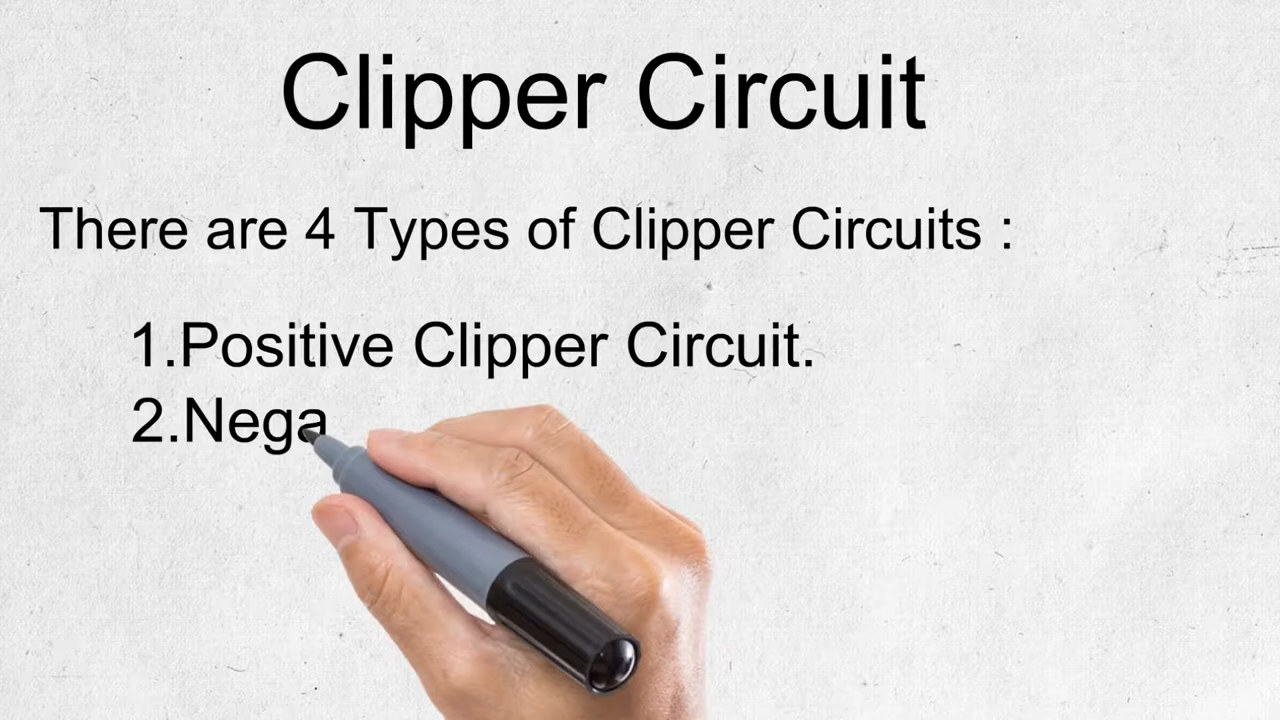 Clipper Circuit
There are 4 Types of Clipper Circuits :
1.Positive Clipper Circuit.
2.Nega